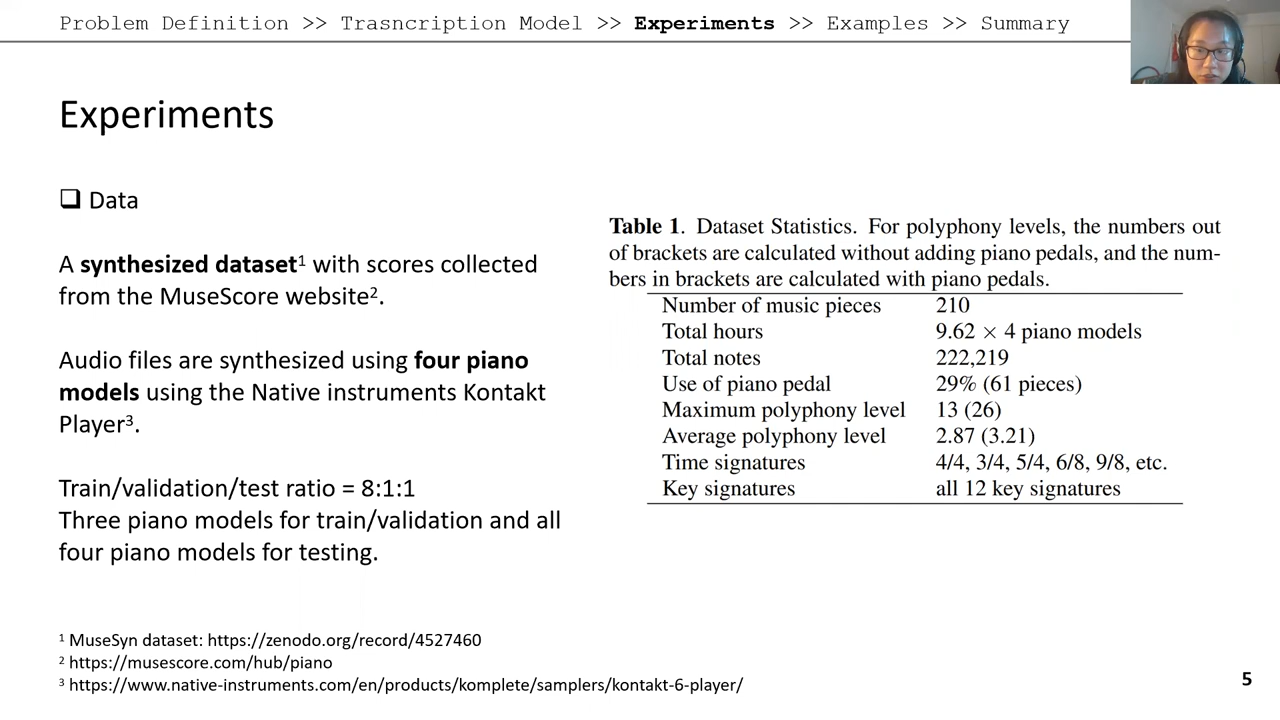 Problem Definition >> Trasncription Model >> Experiments >> Examples >> Summary
Experiments
❑ Data
A synthesized dataset¹ with scores collected
from the MuseScore website².
Audio files are synthesized using four piano
models using the Native instruments Kontakt
Player³.
Train/validation/test ratio = 8:1:1
Three piano models for train/validation and all
four piano models for testing.
Table 1. Dataset Statistics. For polyphony levels, the numbers out
of brackets are calculated without adding piano pedals, and the num-
bers in brackets are calculated with piano pedals.
Number of music pieces 210
Total hours 9.62 × 4 piano models
Total notes 222,219
Use of piano pedal 29% (61 pieces)
Maximum polyphony level 13 (26)
Average polyphony level 2.87 (3.21)
Time signatures 4/4, 3/4, 5/4, 6/8, 9/8, etc.
Key signatures all 12 key signatures
¹ MuseSyn dataset: https://zenodo.org/record/4527460
² https://musescore.com/hub/piano
³ https://www.native-instruments.com/en/products/komplete/samplers/kontakt-6-player/
5